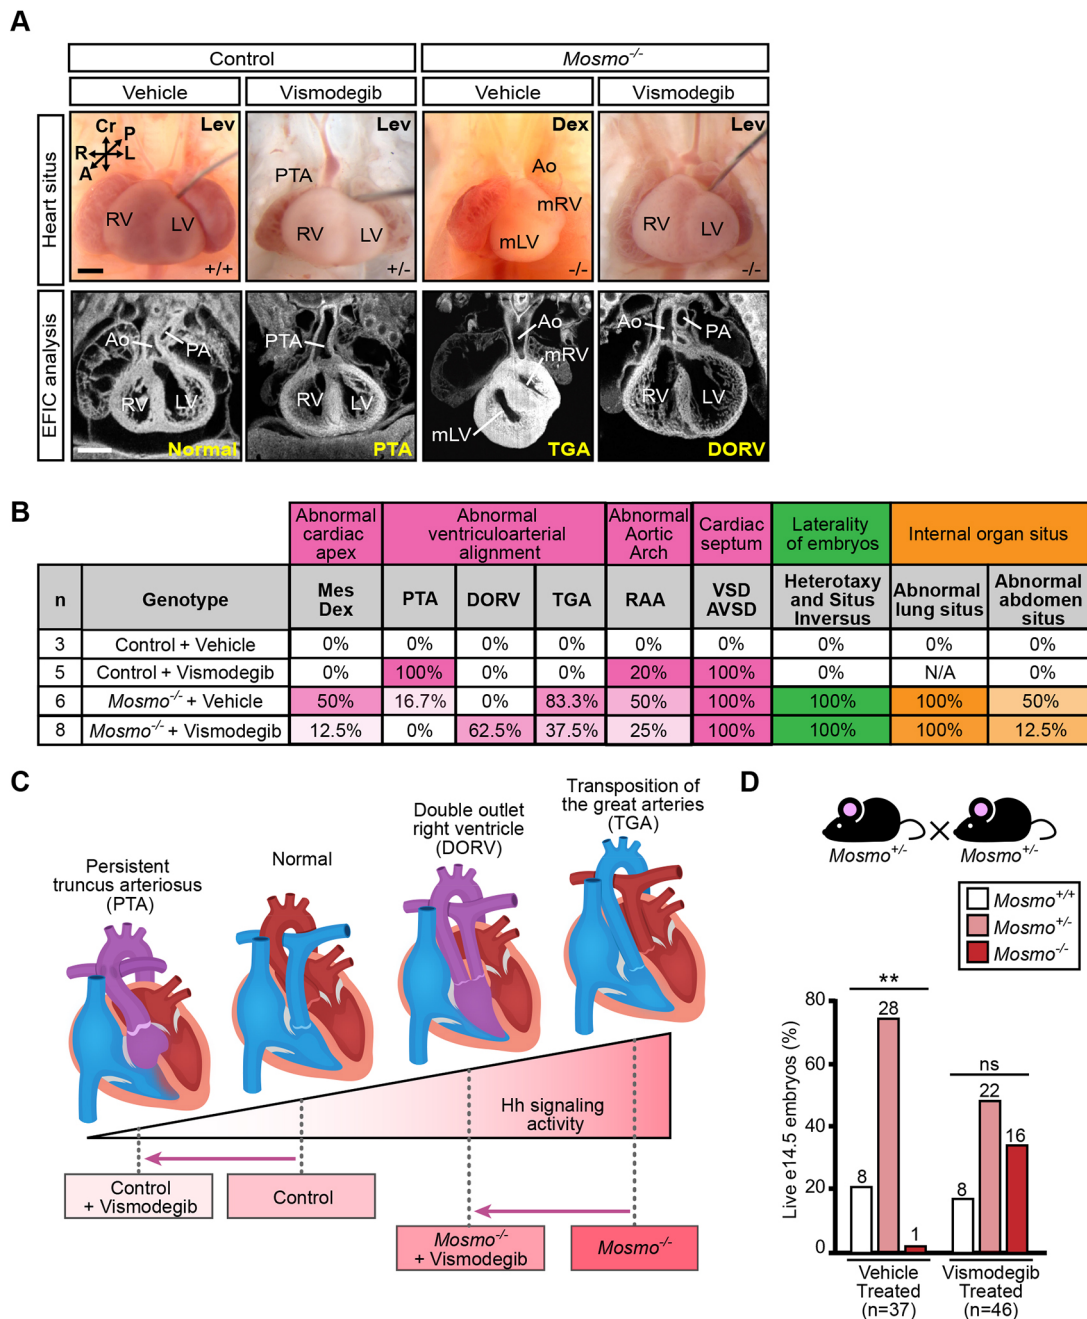 A
Control
Mosmo-/-
Vehicle
Vismodegib
Vehicle
Vismodegib
Heart situs
Cr
P
R
L
A
Lev
RV
LV
+/+
Lev
PTA
RV
LV
+/-
Dex
Ao
mRV
mLV
-/-
Lev
RV
LV
-/-
EFIC analysis
Ao
PA
RV
LV
Normal
PTA
PTA
Ao
mRV
mLV
TGA
Ao
PA
RV
LV
DORV
B
Abnormal cardiac apex
Abnormal ventriculoarterial alignment
Abnormal Aortic Arch
Cardiac septum
Laterality of embryos
Internal organ situs
n Genotype Mes Dex PTA DORV TGA RAA VSD AVSD Heterotaxy and Situs Inversus Abnormal lung situs Abnormal abdomen situs
3 Control + Vehicle 0% 0% 0% 0% 0% 0% 0% 0% 0%
5 Control + Vismodegib 0% 100% 0% 0% 20% 100% 0% N/A 0%
6 Mosmo-/- + Vehicle 50% 16.7% 0% 83.3% 50% 100% 100% 100% 50%
8 Mosmo-/- + Vismodegib 12.5% 0% 62.5% 37.5% 25% 100% 100% 100% 12.5%
C
Persistent
truncus arteriosus
(PTA)
Normal
Double outlet
right ventricle
(DORV)
Transposition of
the great arteries
(TGA)
Hh signaling
activity
Control
+ Vismodegib
Control
Mosmo-/-
+ Vismodegib
Mosmo-/-
D
Mosmo+/-
×
Mosmo+/-
Mosmo+/+
Mosmo+/-
Mosmo-/-
Live e14.5 embryos (%)
80
60
40
20
0
**
8
28
1
ns
8
22
16
Vehicle
Treated
(n=37)
Vismodegib
Treated
(n=46)